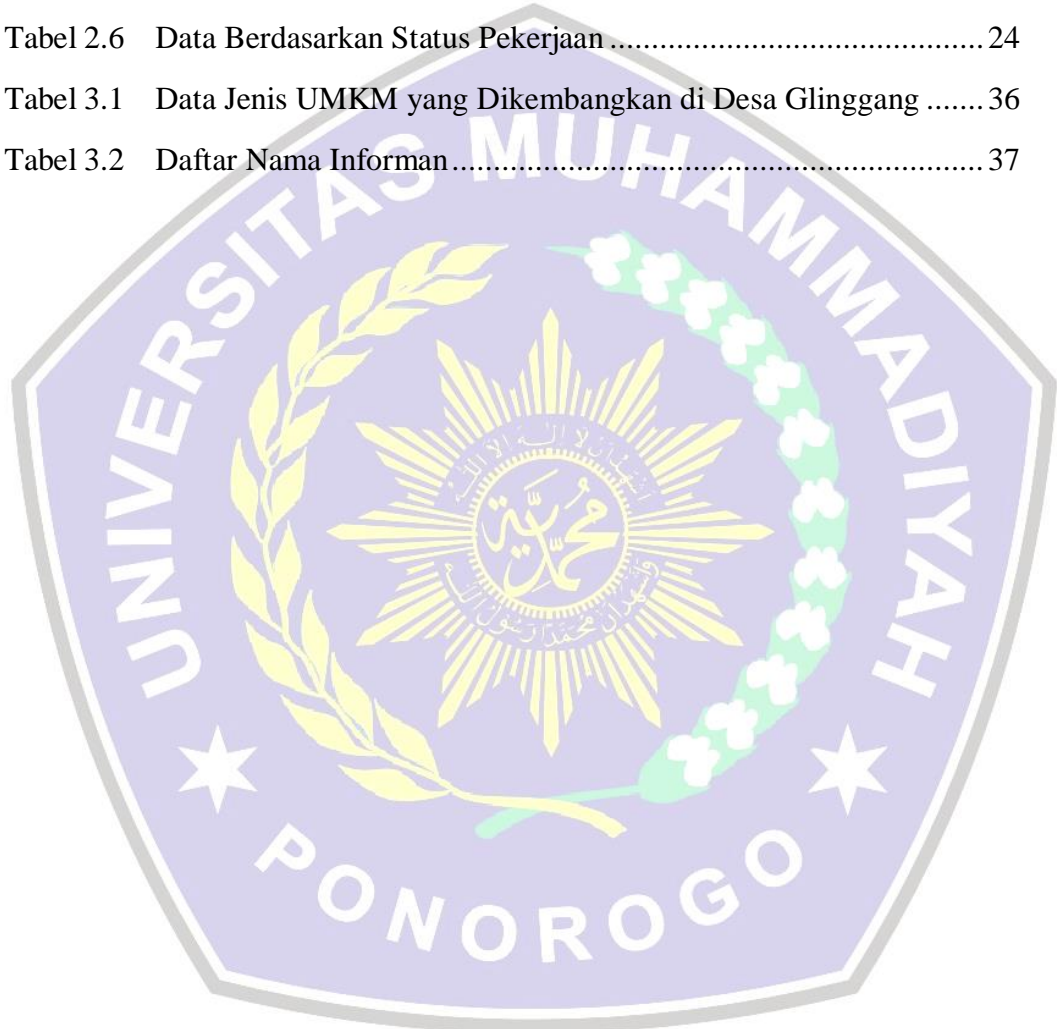 Tabel 2.6 Data Berdasarkan Status Pekerjaan ........................................... 24
Tabel 3.1 Data Jenis UMKM yang Dikembangkan di Desa Glinggang ....... 36
Tabel 3.2 Daftar Nama Informan ............................................................. 37
UNIVERSITAS MUHAMMADIYAH
PONOROGO
محمدية